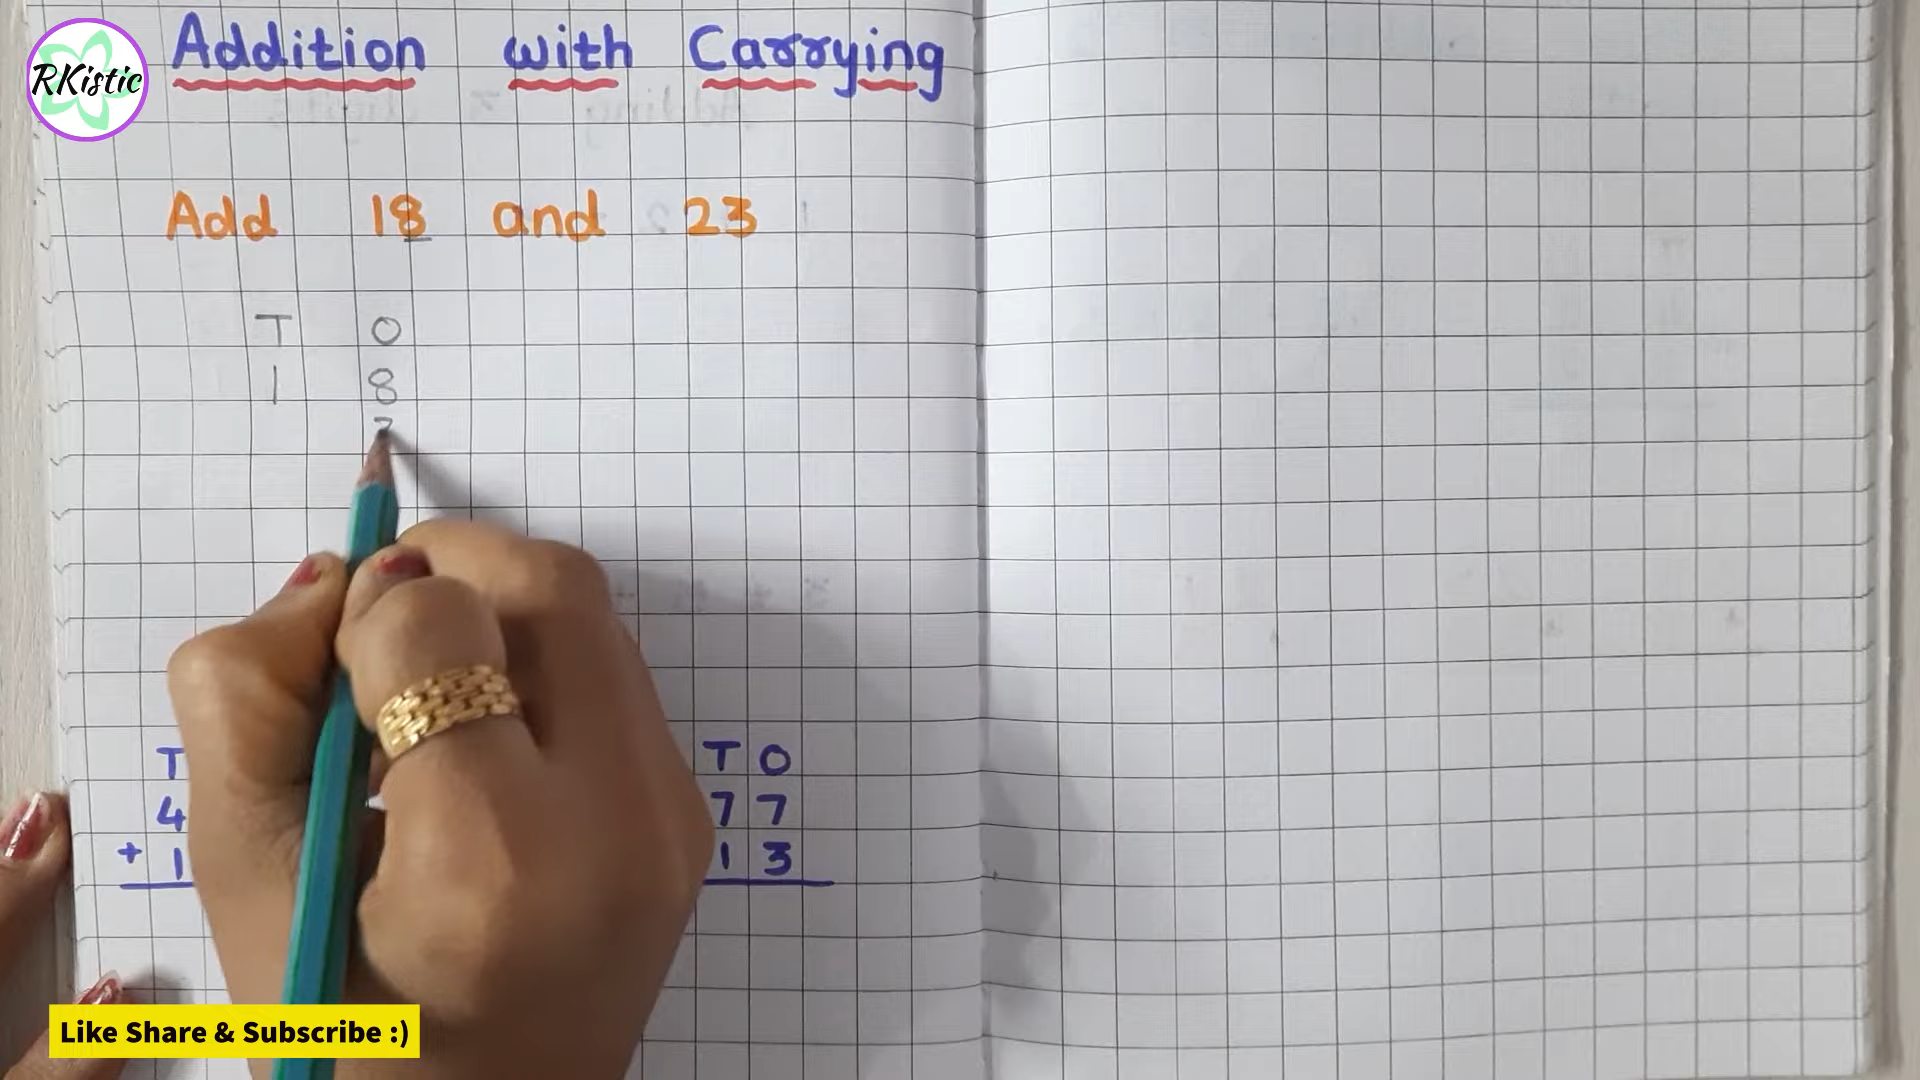 RKistic
Addition with Carrying
Add 18 and 23
T O
1 8
T
4
+ 1
T O
7 7
1 3
Like Share & Subscribe :)